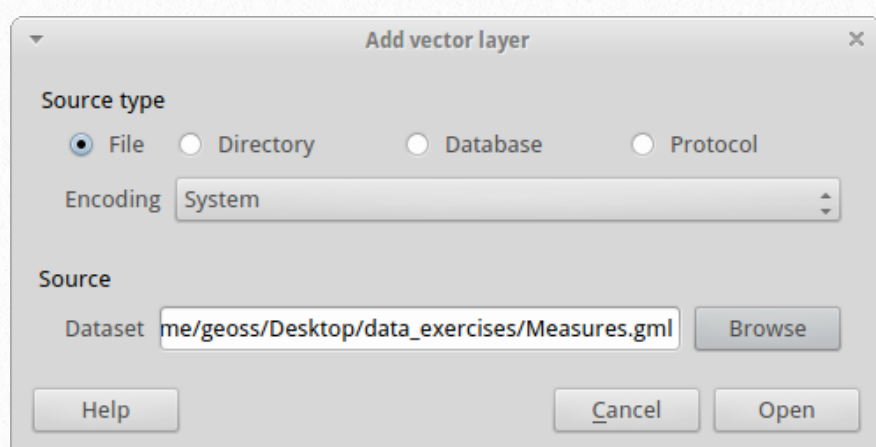 Add vector layer
Source type
File Directory Database Protocol
Encoding System
Source
Dataset me/geoss/Desktop/data_exercises/Measures.gml Browse
Help Cancel Open